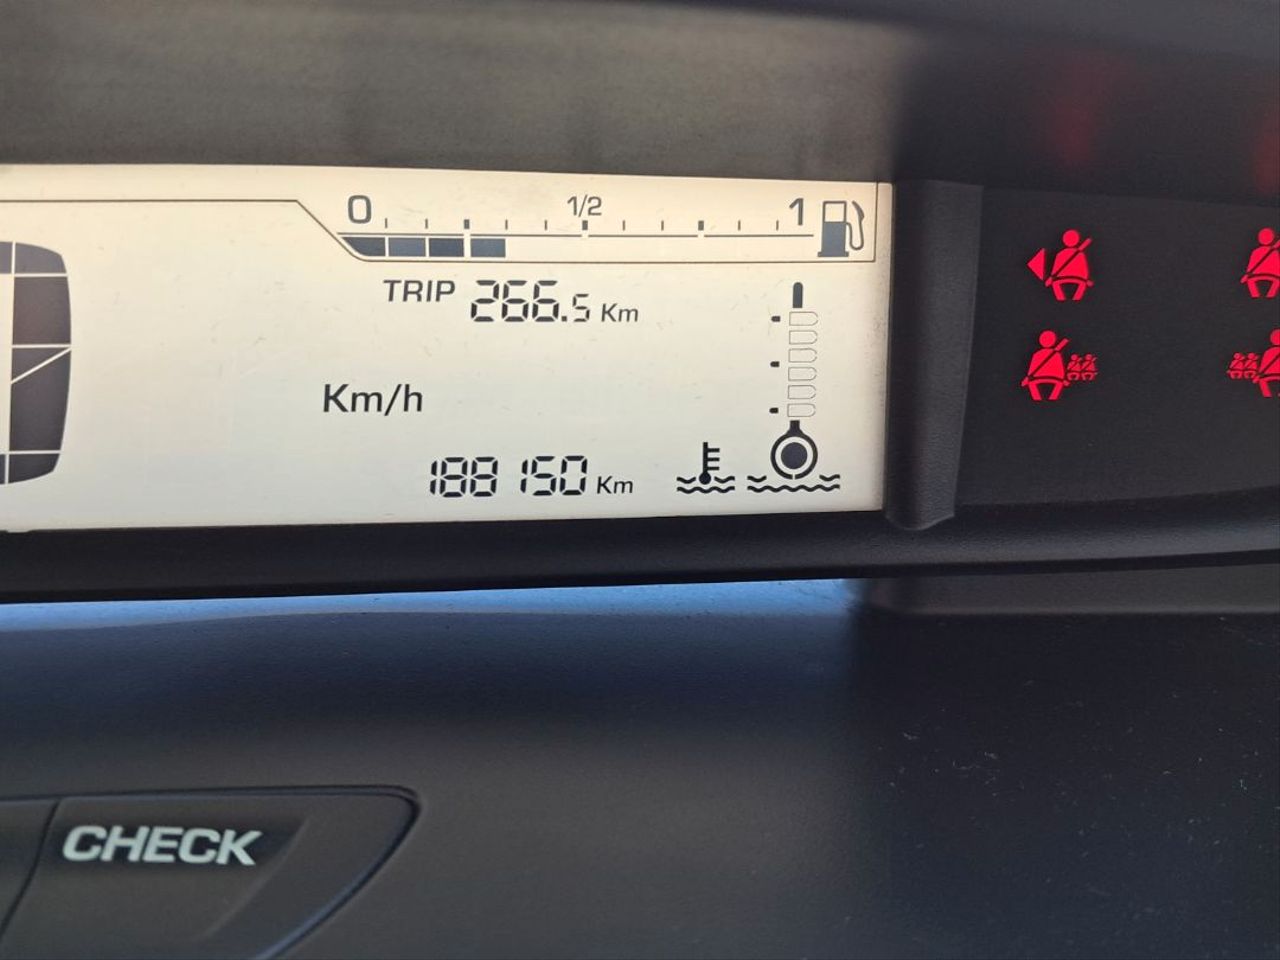 0 1/2 1
TRIP 266.5 Km
Km/h
188 150 Km
CHECK